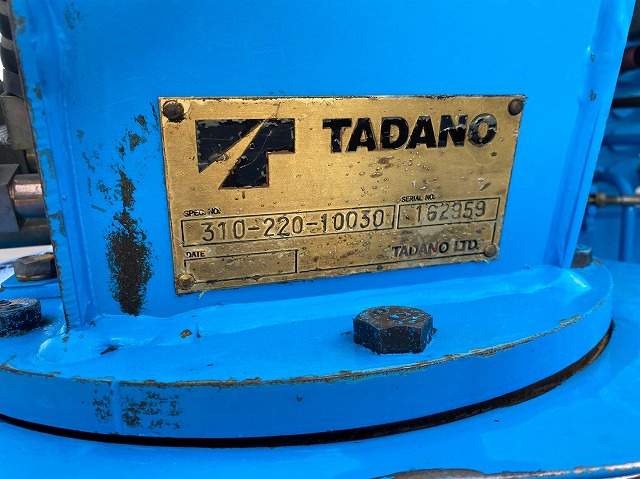 TADANO
SPEC. NO. SERIAL NO.
310-220-10030 162959
DATE
TADANO LTD.